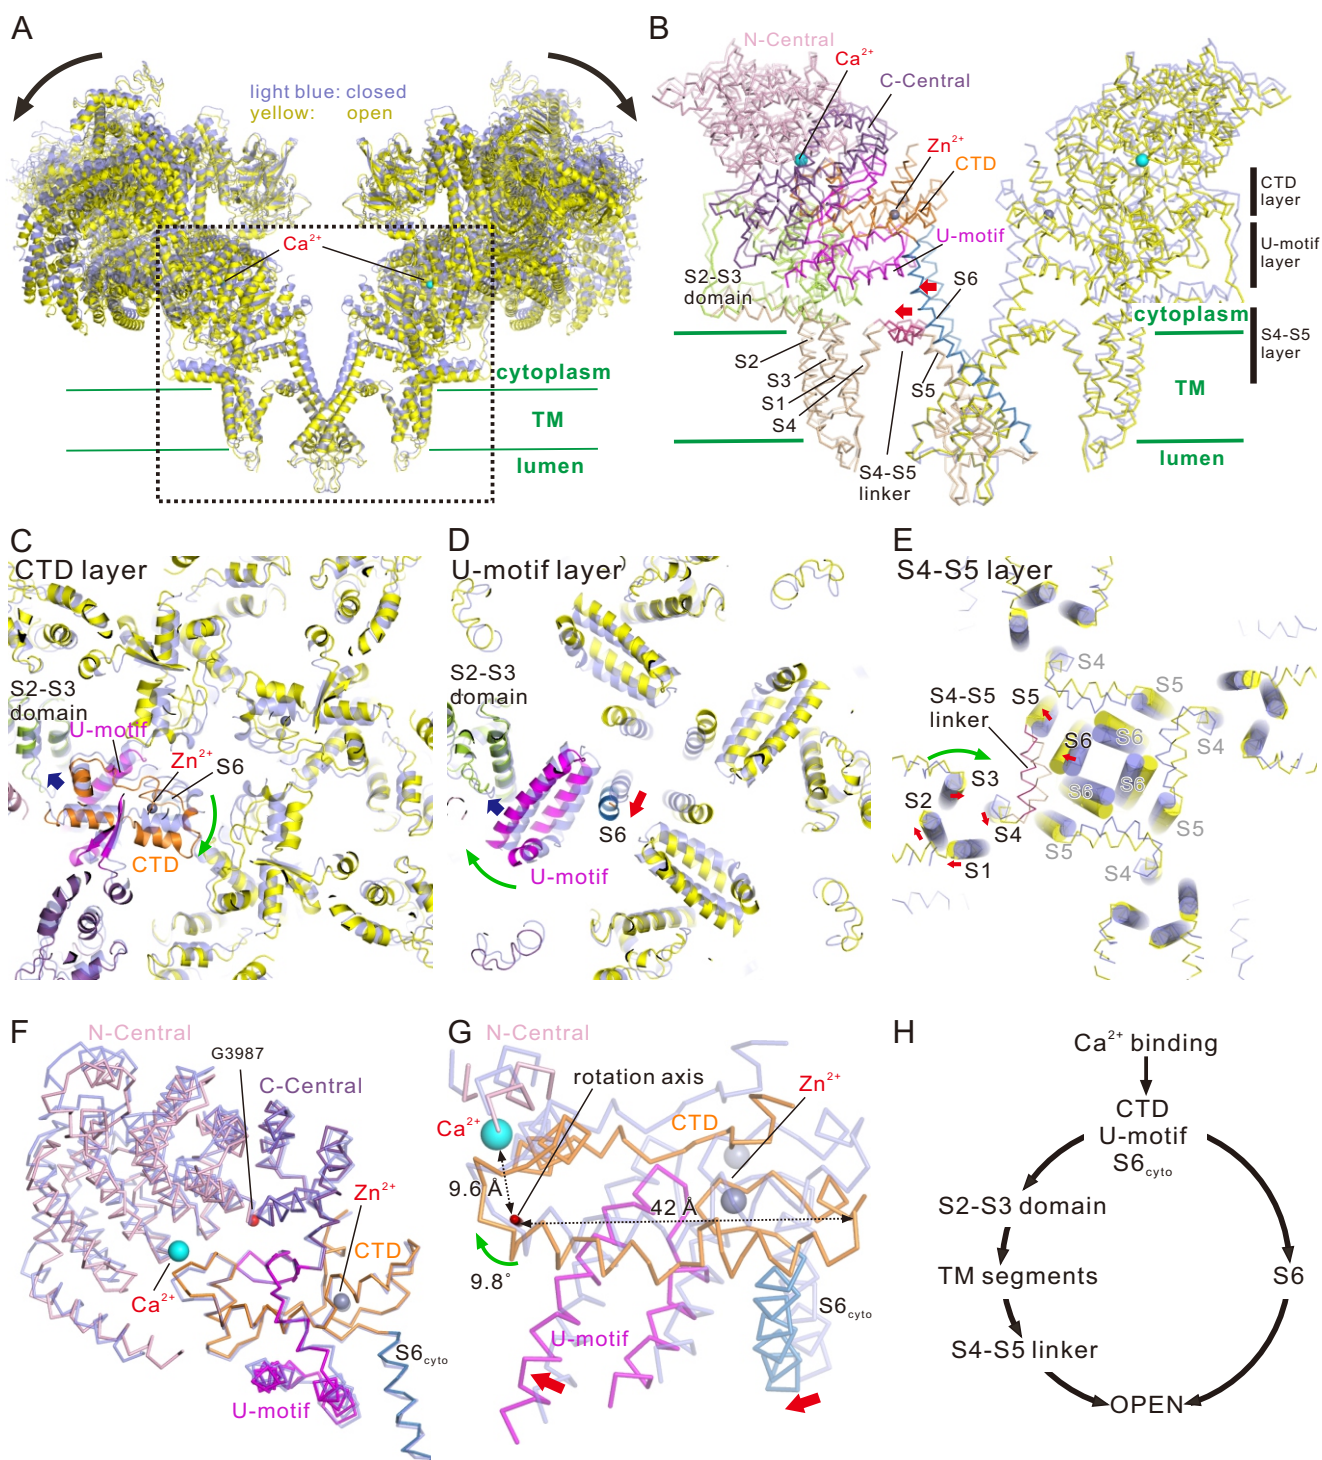 A
light blue: closed
yellow: open
Ca²⁺
cytoplasm
TM
lumen
B
N-Central
Ca²⁺
C-Central
Zn²⁺
CTD
U-motif
S2-S3
domain
S6
S2
S3
S1
S4
S5
S4-S5
linker
cytoplasm
TM
lumen
CTD
layer
U-motif
layer
S4-S5
layer
C
CTD layer
S2-S3
domain
U-motif
Zn²⁺
S6
CTD
D
U-motif layer
S2-S3
domain
S6
U-motif
E
S4-S5 layer
S4
S5
S4-S5
linker
S5
S6
S6
S4
S3
S2
S6
S6
S4
S5
S5
S1
S4
F
N-Central
G3987
C-Central
Zn²⁺
CTD
Ca²⁺
S6cyto
U-motif
G
N-Central
rotation axis
Zn²⁺
CTD
Ca²⁺
9.6 Å
42 Å
9.8°
S6cyto
U-motif
H
Ca²⁺ binding
CTD
U-motif
S6cyto
S2-S3 domain
TM segments
S6
S4-S5 linker
OPEN